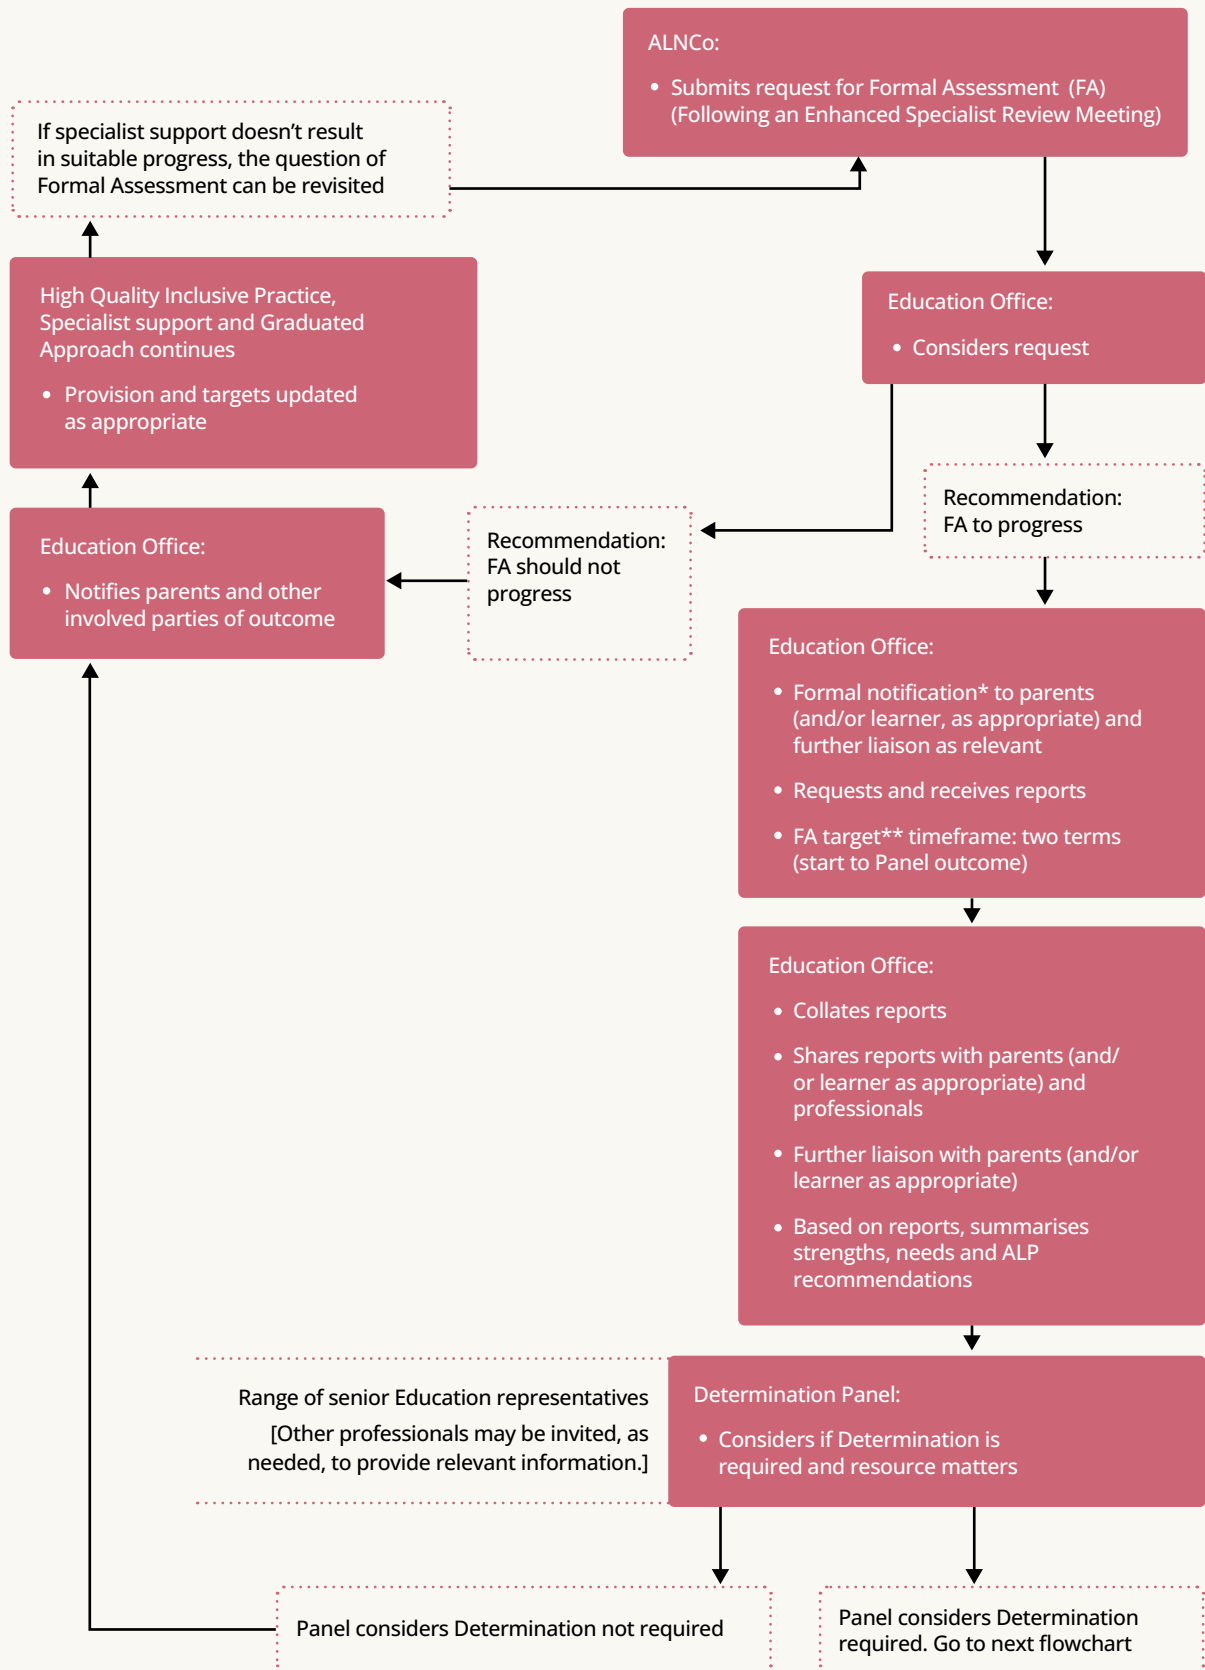 ALNCo:
• Submits request for Formal Assessment (FA)
(Following an Enhanced Specialist Review Meeting)
If specialist support doesn't result
in suitable progress, the question of
Formal Assessment can be revisited
High Quality Inclusive Practice,
Specialist support and Graduated
Approach continues
• Provision and targets updated
as appropriate
Education Office:
• Considers request
Recommendation:
FA to progress
Recommendation:
FA should not
progress
Education Office:
• Notifies parents and other
involved parties of outcome
Education Office:
• Formal notification* to parents
(and/or learner, as appropriate) and
further liaison as relevant
• Requests and receives reports
• FA target** timeframe: two terms
(start to Panel outcome)
Education Office:
• Collates reports
• Shares reports with parents (and/
or learner as appropriate) and
professionals
• Further liaison with parents (and/or
learner as appropriate)
• Based on reports, summarises
strengths, needs and ALP
recommendations
Range of senior Education representatives
[Other professionals may be invited, as
needed, to provide relevant information.]
Determination Panel:
• Considers if Determination is
required and resource matters
Panel considers Determination not required
Panel considers Determination
required. Go to next flowchart